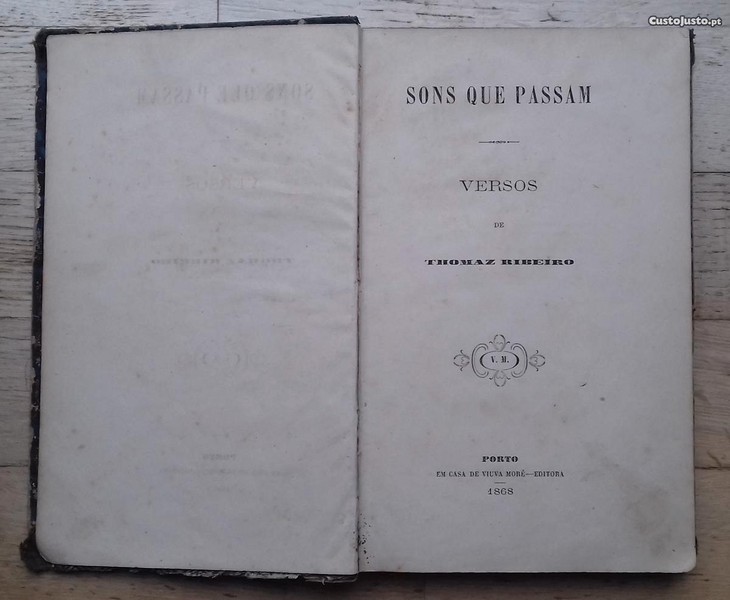 CustoJusto.pt
SONS QUE PASSAM
VERSOS
DE
THOMAZ RIBEIRO
V. M.
PORTO
EM CASA DE VIUVA MORÉ—EDITORA
1868